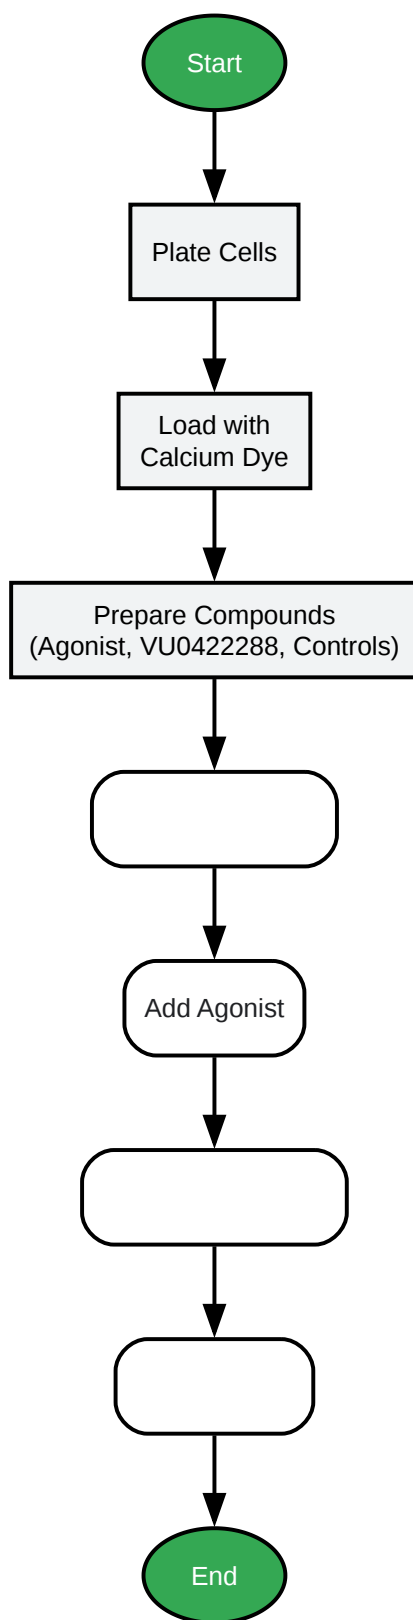 Start
Plate Cells
Load with
Calcium Dye
Prepare Compounds
(Agonist, VU0422288, Controls)
Add Agonist
End